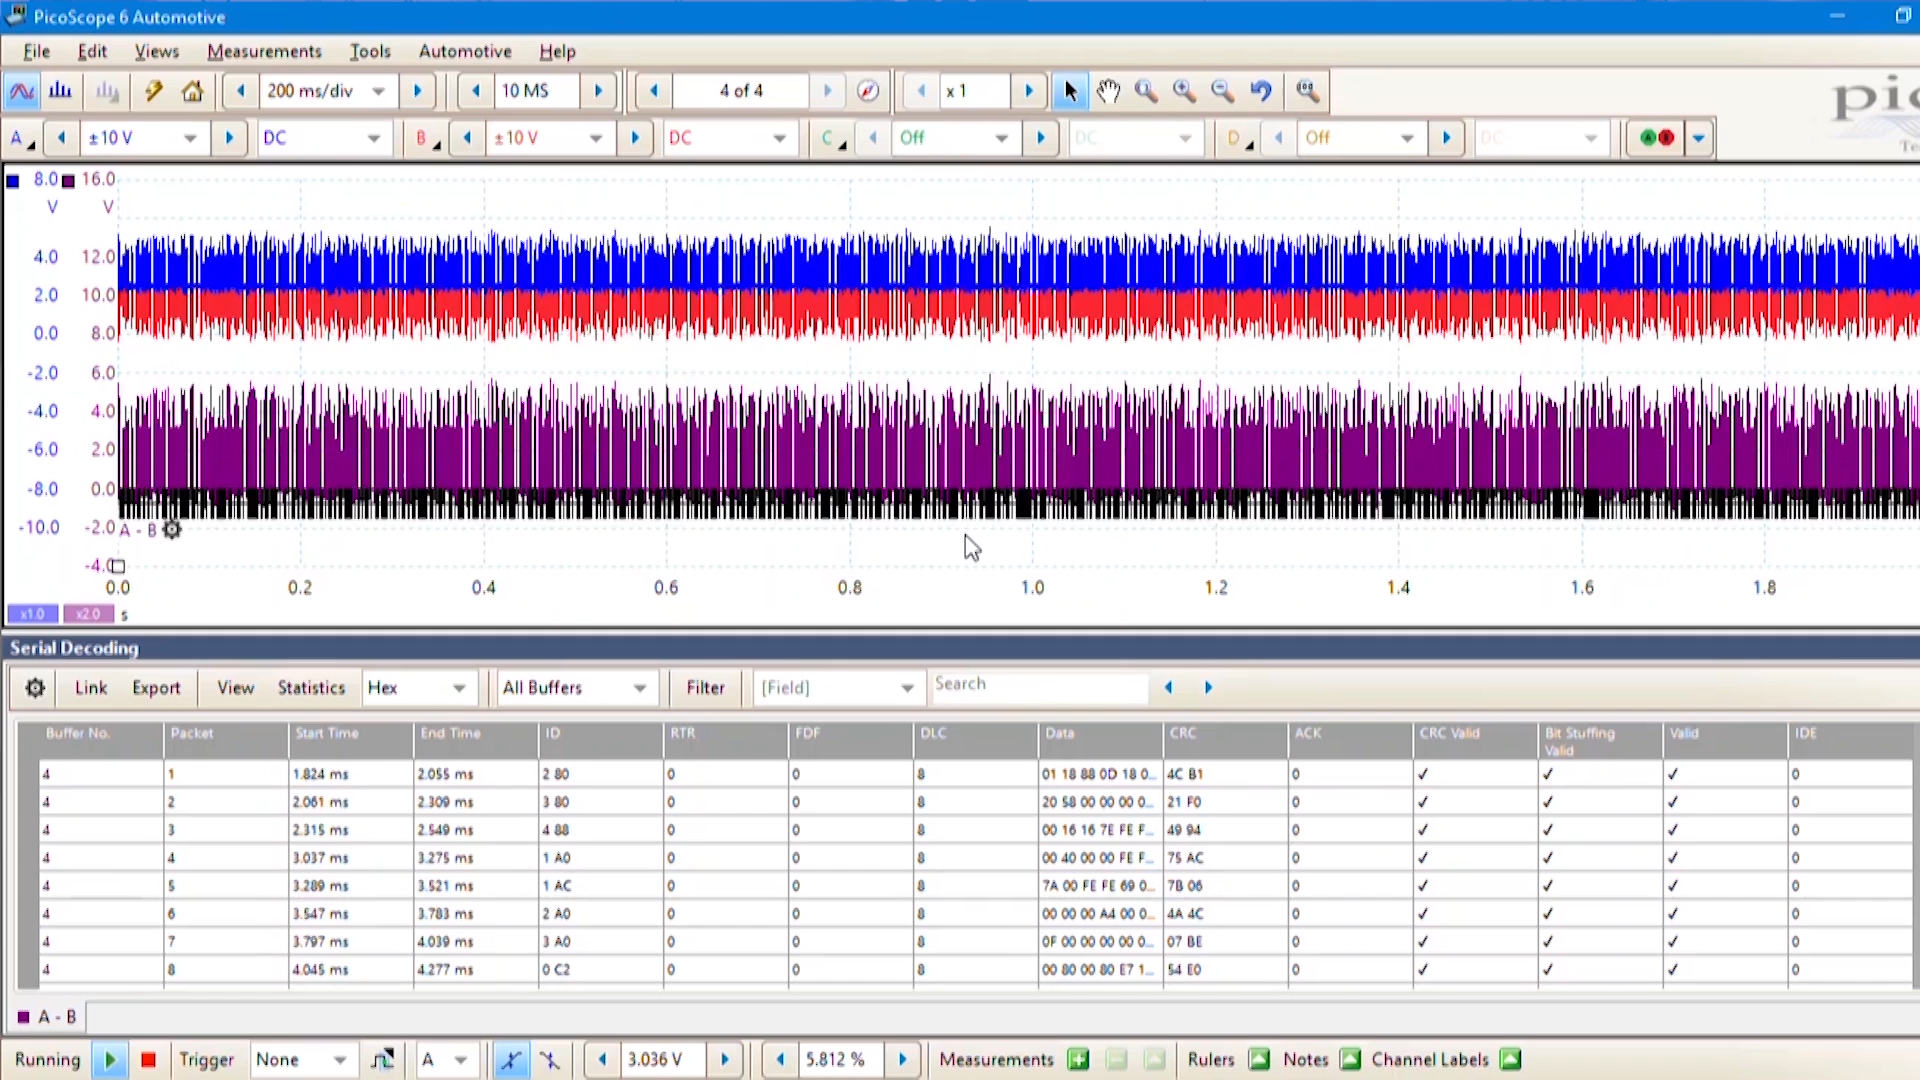 PicoScope 6 Automotive
File Edit Views Measurements Tools Automotive Help
200 ms/div 10 MS 4 of 4 x 1
A ±10 V DC B ±10 V DC C Off DC D Off DC A B
8.0 16.0
V V
4.0 12.0
2.0 10.0
0.0 8.0
-2.0 6.0
-4.0 4.0
-6.0 2.0
-8.0 0.0
-10.0 -2.0 A - B
-4.0
0.0 0.2 0.4 0.6 0.8 1.0 1.2 1.4 1.6 1.8
x1.0 x2.0 s
Serial Decoding
Link Export View Statistics Hex All Buffers Filter [Field] Search
Buffer No. Packet Start Time End Time ID RTR FDF DLC Data CRC ACK CRC Valid Bit Stuffing Valid Valid IDE
4 1 1.824 ms 2.055 ms 2 80 0 0 8 01 18 88 0D 18 0... 4C B1 0 ✓ ✓ ✓ 0
4 2 2.061 ms 2.309 ms 3 80 0 0 8 20 58 00 00 00 0... 21 F0 0 ✓ ✓ ✓ 0
4 3 2.315 ms 2.549 ms 4 88 0 0 8 00 16 16 7E FE F... 49 94 0 ✓ ✓ ✓ 0
4 4 3.037 ms 3.275 ms 1 A0 0 0 8 00 40 00 00 FE F... 75 AC 0 ✓ ✓ ✓ 0
4 5 3.289 ms 3.521 ms 1 AC 0 0 8 7A 00 FE FE 69 0... 7B 06 0 ✓ ✓ ✓ 0
4 6 3.547 ms 3.783 ms 2 A0 0 0 8 00 00 00 A4 00 0... 4A 4C 0 ✓ ✓ ✓ 0
4 7 3.797 ms 4.039 ms 3 A0 0 0 8 0F 00 00 00 00 0... 07 BE 0 ✓ ✓ ✓ 0
4 8 4.045 ms 4.277 ms 0 C2 0 0 8 00 80 00 80 E7 1... 54 E0 0 ✓ ✓ ✓ 0
A - B
Running Trigger None A 3.036 V 5.812 % Measurements Rulers Notes Channel Labels